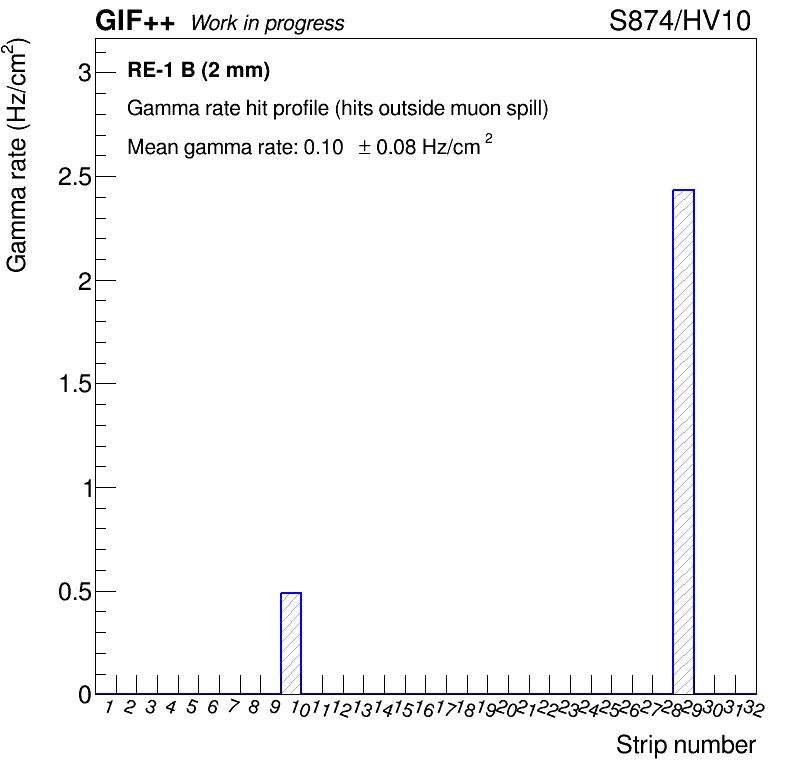 GIF++ Work in progress S874/HV10
Gamma rate (Hz/cm²)
RE-1 B (2 mm)
Gamma rate hit profile (hits outside muon spill)
Mean gamma rate: 0.10 ± 0.08 Hz/cm²
3
2.5
2
1.5
1
0.5
0
1 2 3 4 5 6 7 8 9 10 11 12 13 14 15 16 17 18 19 20 21 22 23 24 25 26 27 28 29 30 31 32
Strip number